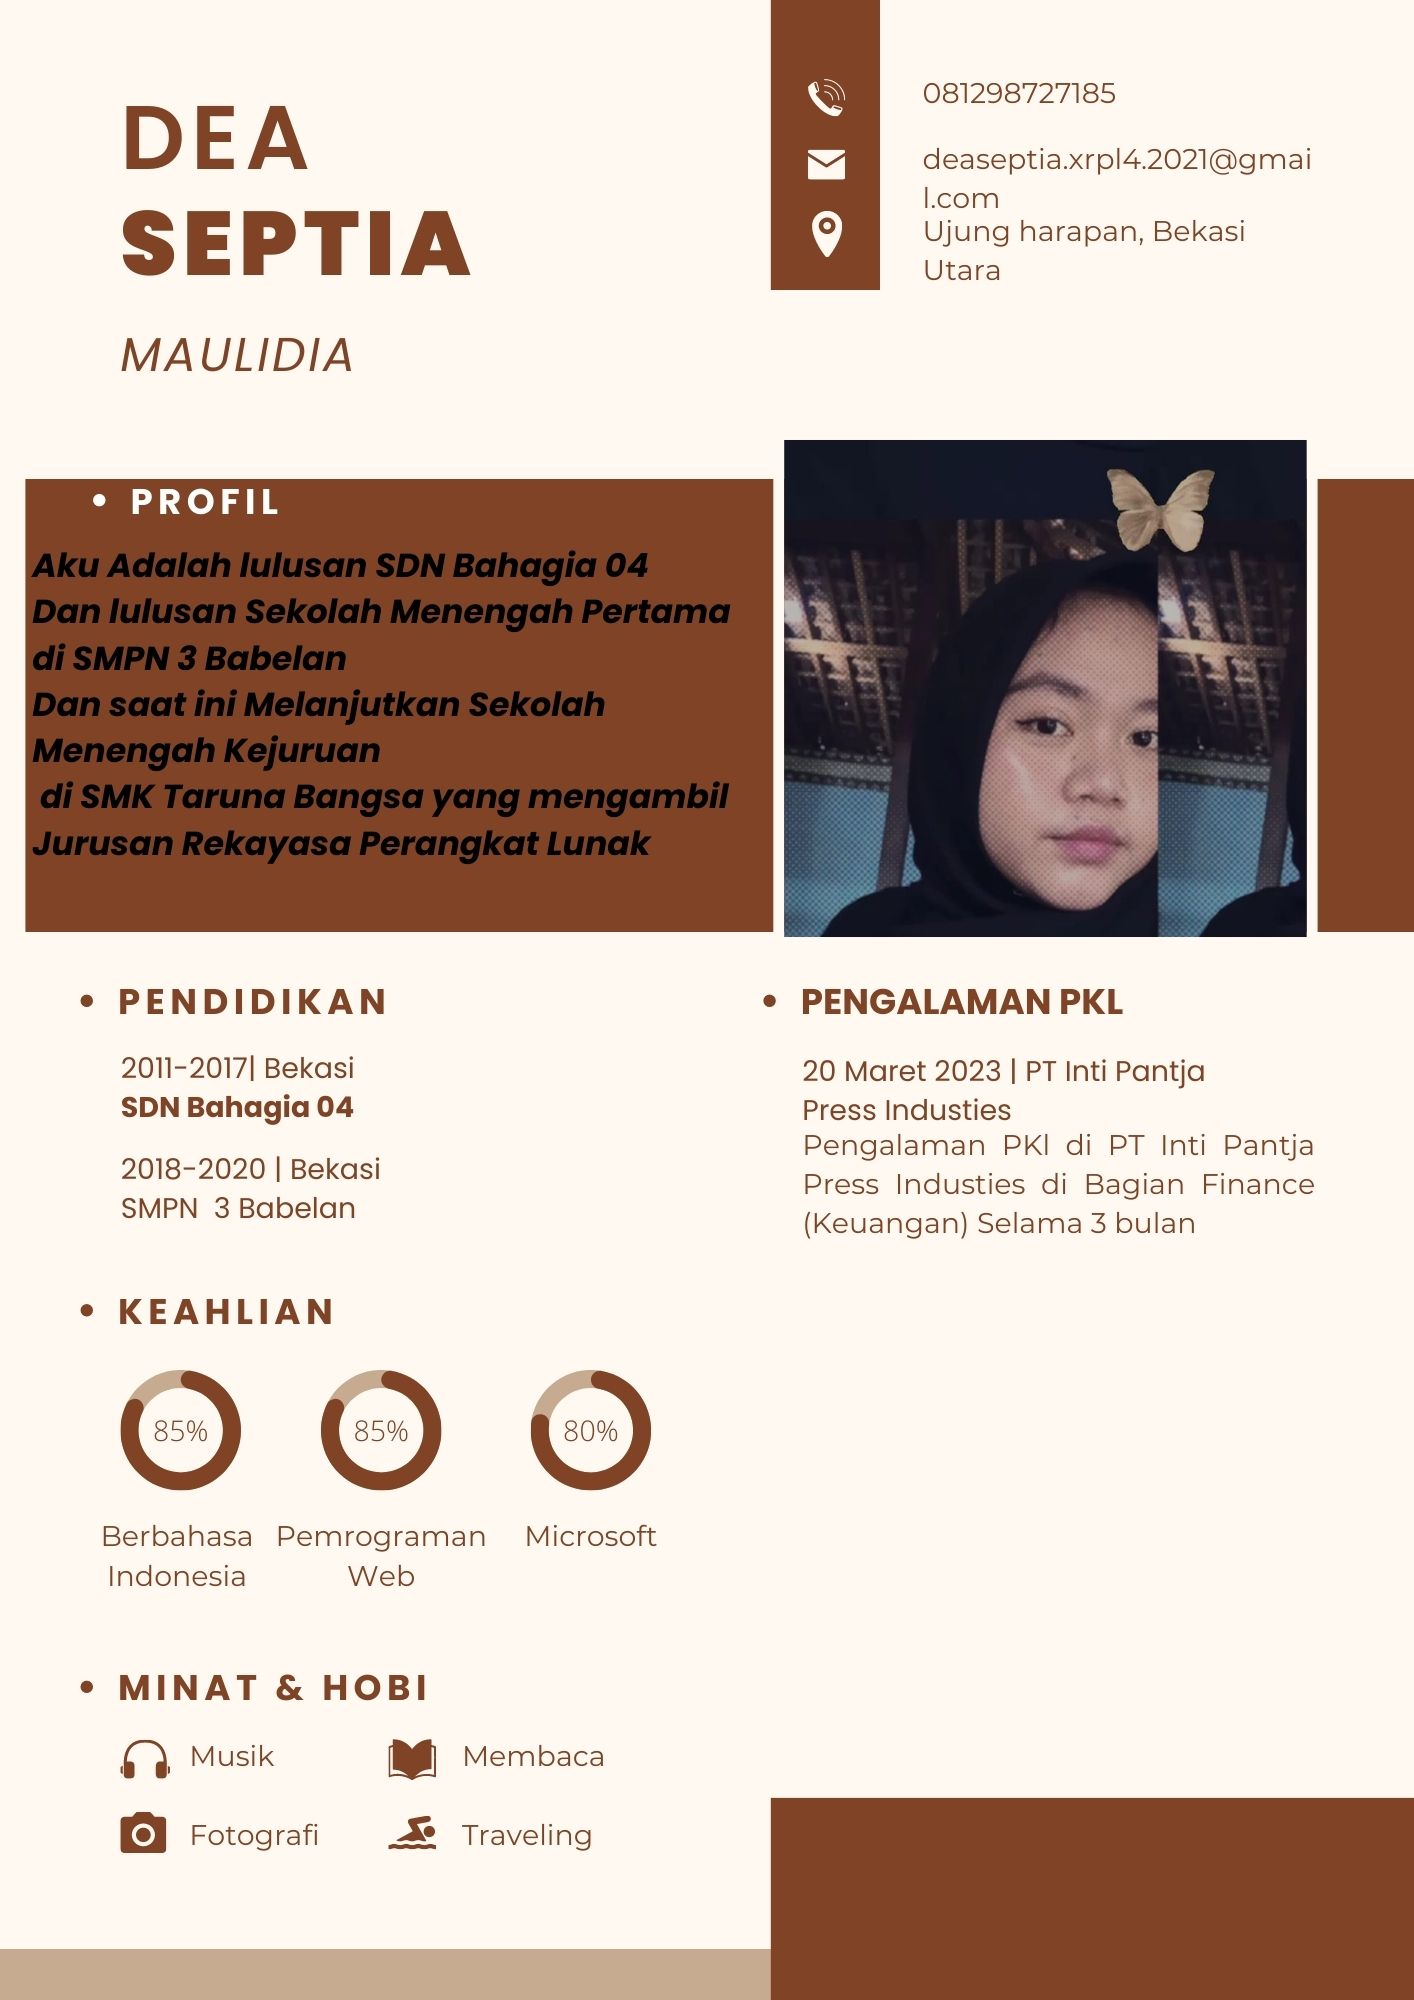 DEA
SEPTIA
MAULIDIA
081298727185
deaseptia.xrpl4.2021@gmai
l.com
Ujung harapan, Bekasi
Utara
• PROFIL
Aku Adalah lulusan SDN Bahagia 04
Dan lulusan Sekolah Menengah Pertama
di SMPN 3 Babelan
Dan saat ini Melanjutkan Sekolah
Menengah Kejuruan
di SMK Taruna Bangsa yang mengambil
Jurusan Rekayasa Perangkat Lunak
• PENDIDIKAN
2011-2017| Bekasi
SDN Bahagia 04
2018-2020 | Bekasi
SMPN 3 Babelan
• KEAHLIAN
85%
85%
80%
Berbahasa
Indonesia
Pemrograman
Web
Microsoft
• MINAT & HOBI
Musik
Membaca
Fotografi
Traveling
• PENGALAMAN PKL
20 Maret 2023 | PT Inti Pantja
Press Industies
Pengalaman PKl di PT Inti Pantja
Press Industies di Bagian Finance
(Keuangan) Selama 3 bulan